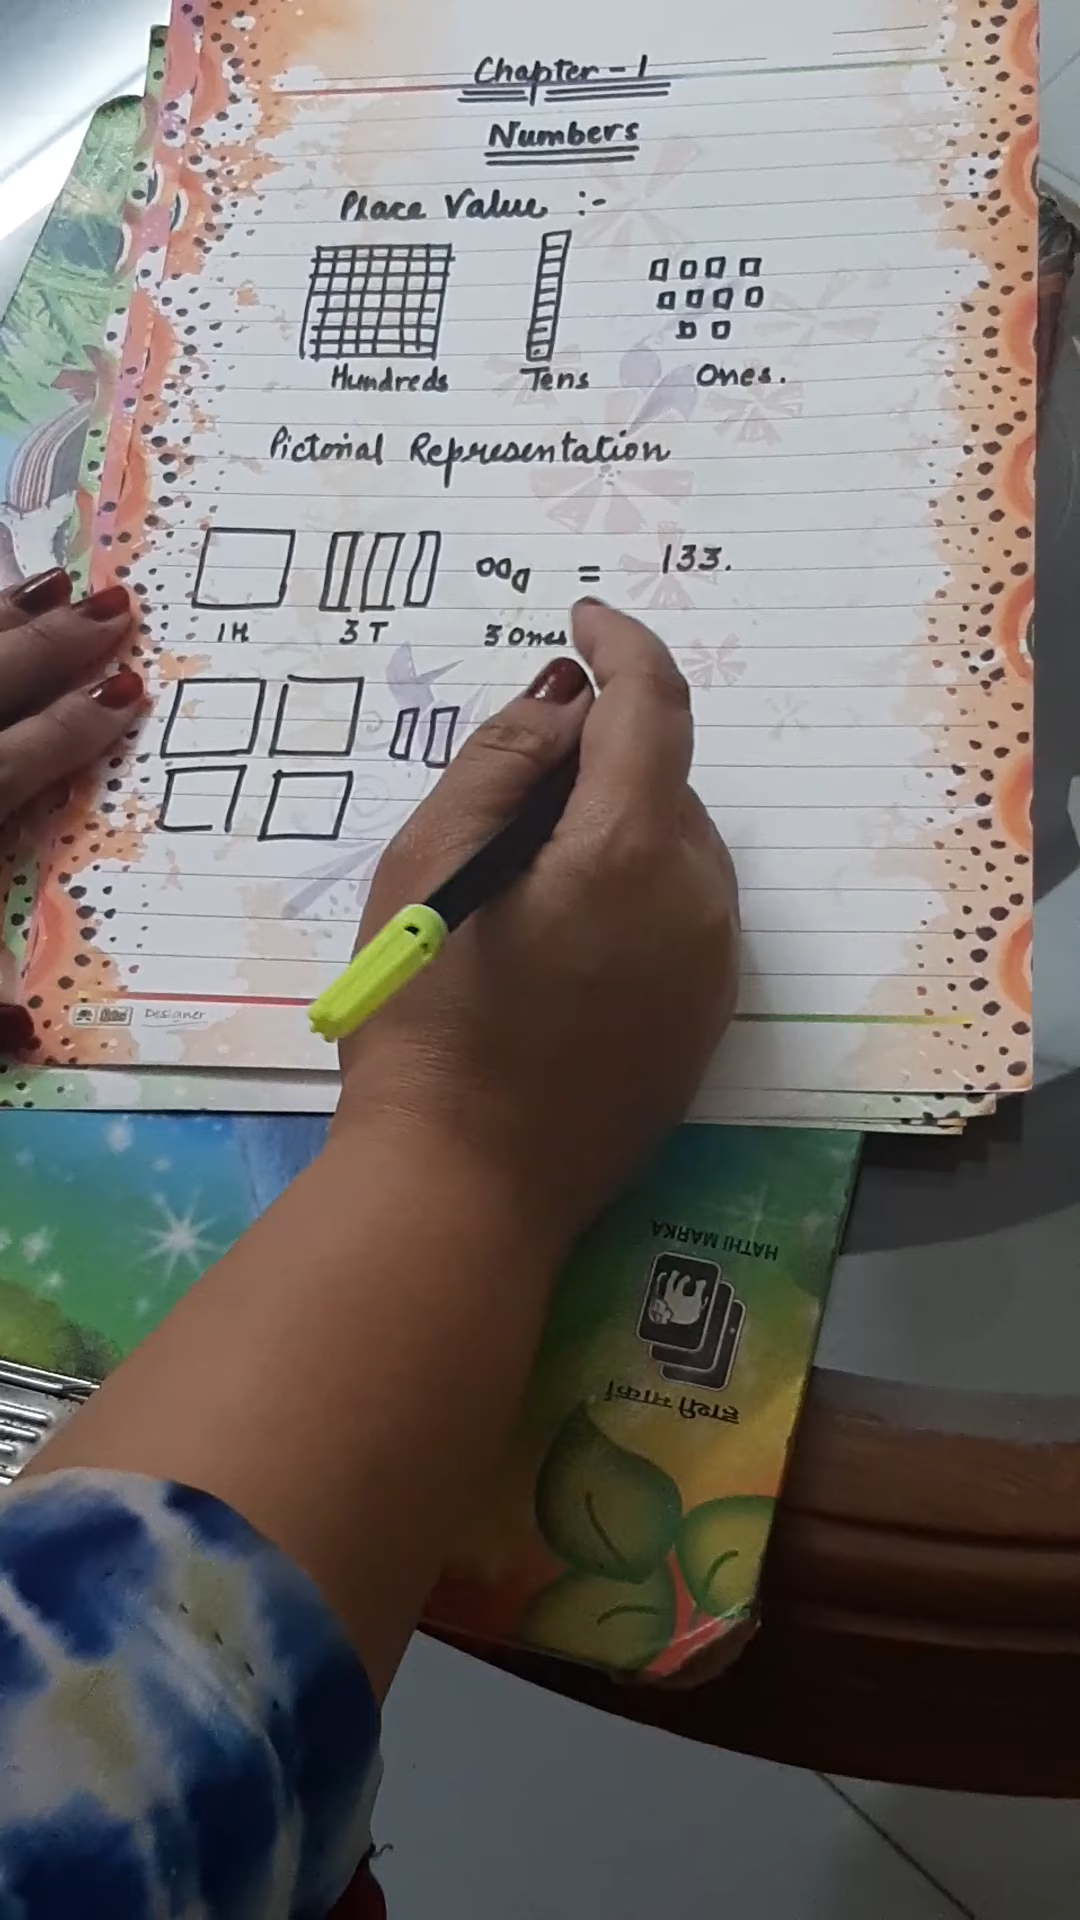 Chapter - 1
Numbers
Place Value :-
Hundreds Tens Ones.
Pictorial Representation
= 133.
1H 3T 3 Ones
Designer
HATHI MARKA
हाथी मार्का